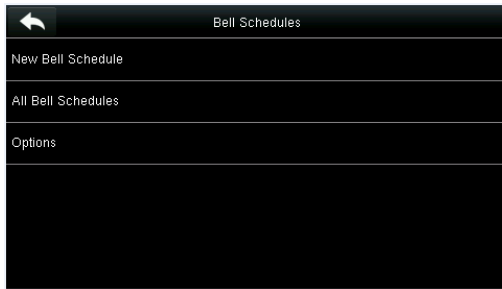 Bell Schedules
New Bell Schedule
All Bell Schedules
Options